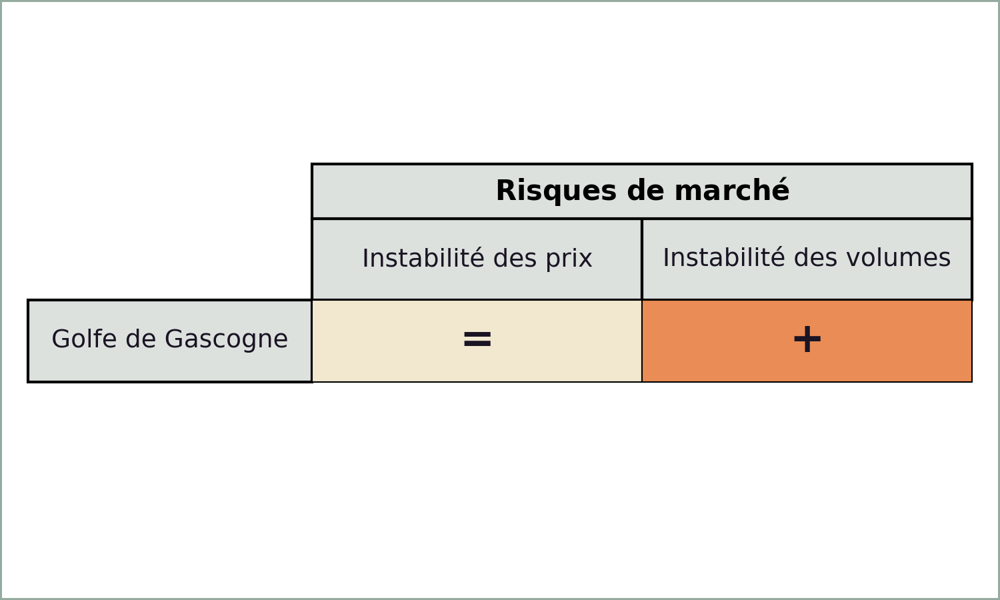 Risques de marché
Instabilité des prix
Instabilité des volumes
Golfe de Gascogne
=
+